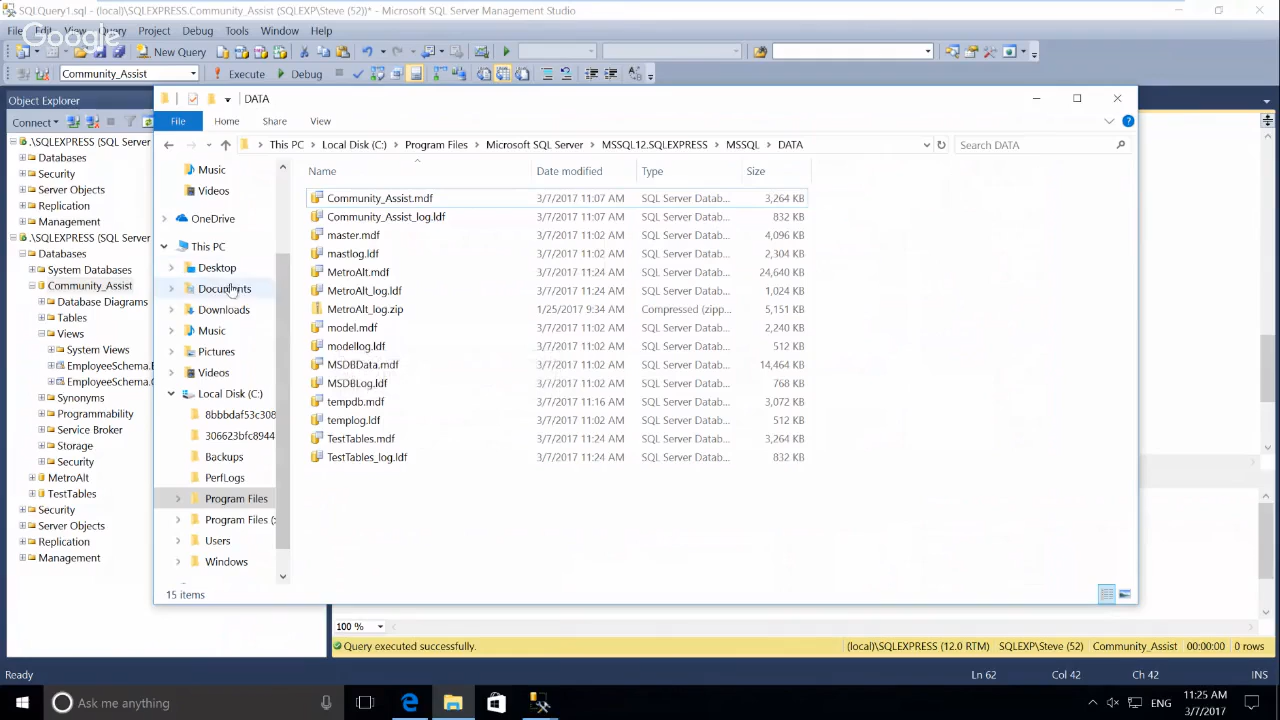 SQLQuery1.sql - (local)\SQLEXPRESS.Community_Assist (SQLEXP\Steve (52))* - Microsoft SQL Server Management Studio
File Edit View Query Project Debug Tools Window Help
Google
New Query
Community_Assist Execute Debug
Object Explorer
Connect
.\SQLEXPRESS (SQL Server
Databases
Security
Server Objects
Replication
Management
.\SQLEXPRESS (SQL Server
Databases
System Databases
Community_Assist
Database Diagrams
Tables
Views
System Views
EmployeeSchema.
EmployeeSchema.
Synonyms
Programmability
Service Broker
Storage
Security
MetroAlt
TestTables
Security
Server Objects
Replication
Management
DATA
File Home Share View
This PC Local Disk (C:) Program Files Microsoft SQL Server MSSQL12.SQLEXPRESS MSSQL DATA Search DATA
Music
Videos
OneDrive
This PC
Desktop
Documents
Downloads
Music
Pictures
Videos
Local Disk (C:)
8bbbdaf53c308
306623bfc8944
Backups
PerfLogs
Program Files
Program Files (
Users
Windows
Name Date modified Type Size
Community_Assist.mdf 3/7/2017 11:07 AM SQL Server Datab... 3,264 KB
Community_Assist_log.ldf 3/7/2017 11:07 AM SQL Server Datab... 832 KB
master.mdf 3/7/2017 11:02 AM SQL Server Datab... 4,096 KB
mastlog.ldf 3/7/2017 11:02 AM SQL Server Datab... 2,304 KB
MetroAlt.mdf 3/7/2017 11:24 AM SQL Server Datab... 24,640 KB
MetroAlt_log.ldf 3/7/2017 11:24 AM SQL Server Datab... 1,024 KB
MetroAlt_log.zip 1/25/2017 9:34 AM Compressed (zipp... 5,151 KB
model.mdf 3/7/2017 11:02 AM SQL Server Datab... 2,240 KB
modellog.ldf 3/7/2017 11:02 AM SQL Server Datab... 512 KB
MSDBData.mdf 3/7/2017 11:02 AM SQL Server Datab... 14,464 KB
MSDBLog.ldf 3/7/2017 11:02 AM SQL Server Datab... 768 KB
tempdb.mdf 3/7/2017 11:16 AM SQL Server Datab... 3,072 KB
templog.ldf 3/7/2017 11:02 AM SQL Server Datab... 512 KB
TestTables.mdf 3/7/2017 11:24 AM SQL Server Datab... 3,264 KB
TestTables_log.ldf 3/7/2017 11:24 AM SQL Server Datab... 832 KB
15 items
100 %
Query executed successfully. (local)\SQLEXPRESS (12.0 RTM) SQLEXP\Steve (52) Community_Assist 00:00:00 0 rows
Ready Ln 62 Col 42 Ch 42 INS
Ask me anything ENG 11:25 AM
3/7/2017